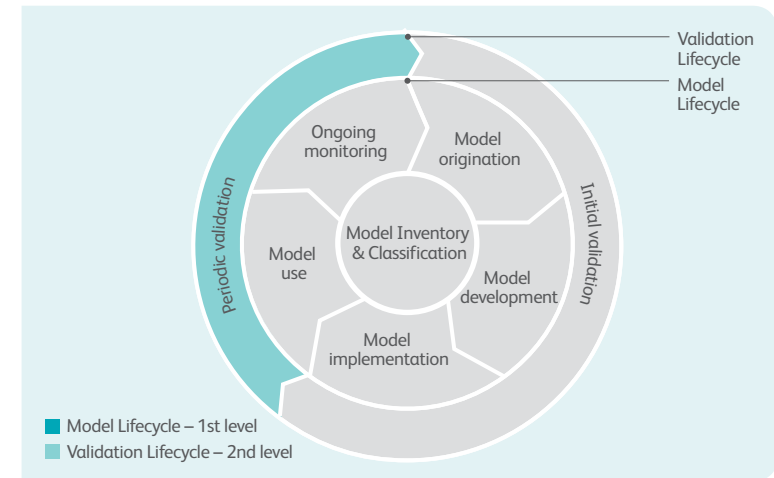 Validation
Lifecycle
Model
Lifecycle
Ongoing
monitoring
Model
origination
Periodic validation
Initial validation
Model Inventory
& Classification
Model
use
Model
development
Model
implementation
Model Lifecycle – 1st level
Validation Lifecycle – 2nd level